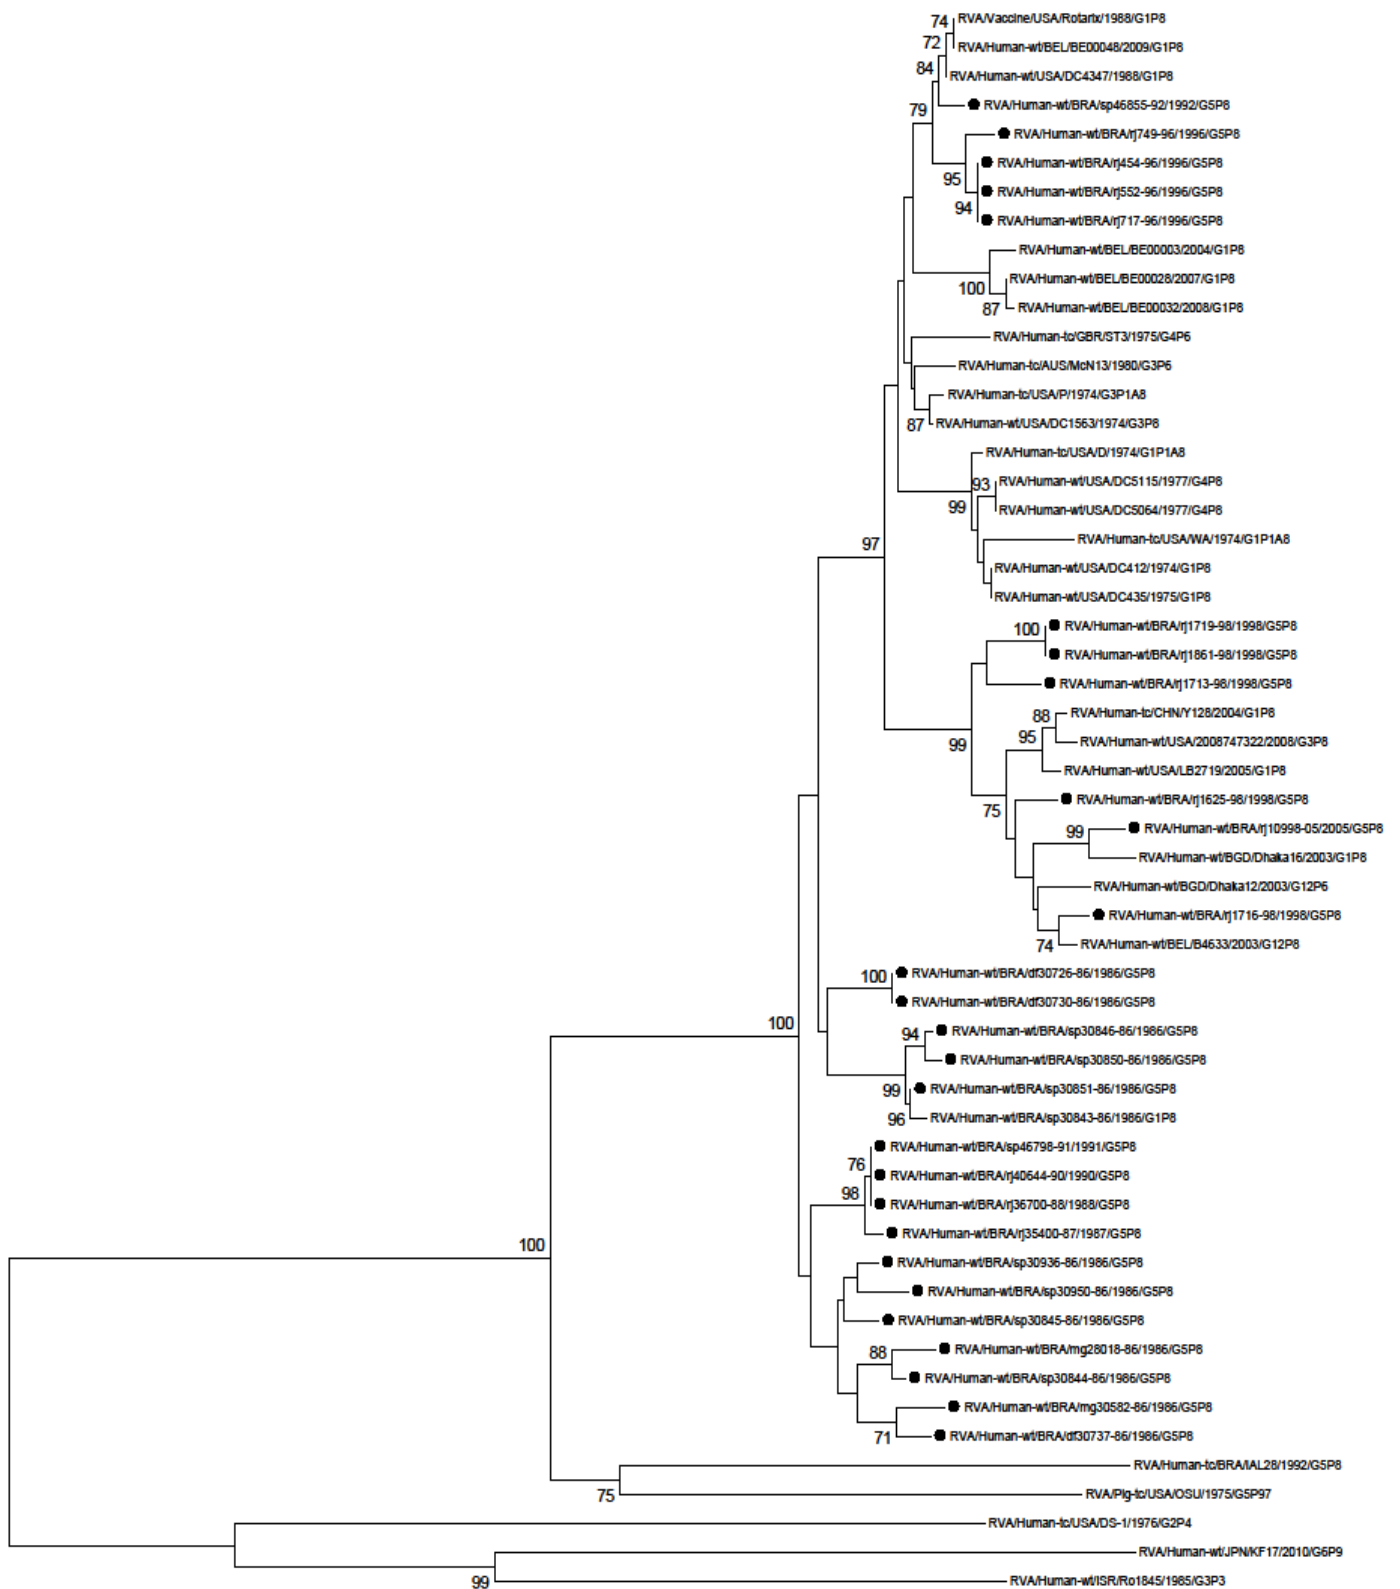 74 RVA/Vaccine/USA/Rotarix/1988/G1P8
72 RVA/Human-wt/BEL/BE00048/2009/G1P8
84 RVA/Human-wt/USA/DC4347/1988/G1P8
RVA/Human-wt/BRA/sp46855-92/1992/G5P8
79
RVA/Human-wt/BRA/rj749-96/1996/G5P8
RVA/Human-wt/BRA/rj454-96/1996/G5P8
95
RVA/Human-wt/BRA/rj552-96/1996/G5P8
94
RVA/Human-wt/BRA/rj717-96/1996/G5P8
RVA/Human-wt/BEL/BE00003/2004/G1P8
RVA/Human-wt/BEL/BE00028/2007/G1P8
100
87 RVA/Human-wt/BEL/BE00032/2008/G1P8
RVA/Human-tc/GBR/ST3/1975/G4P6
RVA/Human-tc/AUS/McN13/1980/G3P6
RVA/Human-tc/USA/P/1974/G3P1A8
87 RVA/Human-wt/USA/DC1563/1974/G3P8
RVA/Human-tc/USA/D/1974/G1P1A8
93 RVA/Human-wt/USA/DC5115/1977/G4P8
99 RVA/Human-wt/USA/DC5064/1977/G4P8
97 RVA/Human-tc/USA/WA/1974/G1P1A8
RVA/Human-wt/USA/DC412/1974/G1P8
RVA/Human-wt/USA/DC435/1975/G1P8
100 RVA/Human-wt/BRA/rj1719-98/1998/G5P8
RVA/Human-wt/BRA/rj1861-98/1998/G5P8
RVA/Human-wt/BRA/rj1713-98/1998/G5P8
88 RVA/Human-tc/CHN/Y128/2004/G1P8
99 95 RVA/Human-wt/USA/2008747322/2008/G3P8
RVA/Human-wt/USA/LB2719/2005/G1P8
75 RVA/Human-wt/BRA/rj1625-98/1998/G5P8
99 RVA/Human-wt/BRA/rj10998-05/2005/G5P8
RVA/Human-wt/BGD/Dhaka16/2003/G1P8
RVA/Human-wt/BGD/Dhaka12/2003/G12P6
RVA/Human-wt/BRA/rj1716-98/1998/G5P8
74 RVA/Human-wt/BEL/B4633/2003/G12P8
100 RVA/Human-wt/BRA/df30726-86/1986/G5P8
RVA/Human-wt/BRA/df30730-86/1986/G5P8
100 94 RVA/Human-wt/BRA/sp30846-86/1986/G5P8
RVA/Human-wt/BRA/sp30850-86/1986/G5P8
99 RVA/Human-wt/BRA/sp30851-86/1986/G5P8
96 RVA/Human-wt/BRA/sp30843-86/1986/G1P8
RVA/Human-wt/BRA/sp46798-91/1991/G5P8
76 RVA/Human-wt/BRA/rj40644-90/1990/G5P8
98 RVA/Human-wt/BRA/rj36700-88/1988/G5P8
RVA/Human-wt/BRA/rj35400-87/1987/G5P8
100 RVA/Human-wt/BRA/sp30936-86/1986/G5P8
RVA/Human-wt/BRA/sp30950-86/1986/G5P8
RVA/Human-wt/BRA/sp30845-86/1986/G5P8
88 RVA/Human-wt/BRA/mg28018-86/1986/G5P8
RVA/Human-wt/BRA/sp30844-86/1986/G5P8
RVA/Human-wt/BRA/mg30582-86/1986/G5P8
71 RVA/Human-wt/BRA/df30737-86/1986/G5P8
RVA/Human-tc/BRA/IAL28/1992/G5P8
75 RVA/Pig-tc/USA/OSU/1975/G5P97
RVA/Human-tc/USA/DS-1/1976/G2P4
RVA/Human-wt/JPN/KF17/2010/G6P9
99 RVA/Human-wt/ISR/Ro1845/1985/G3P3